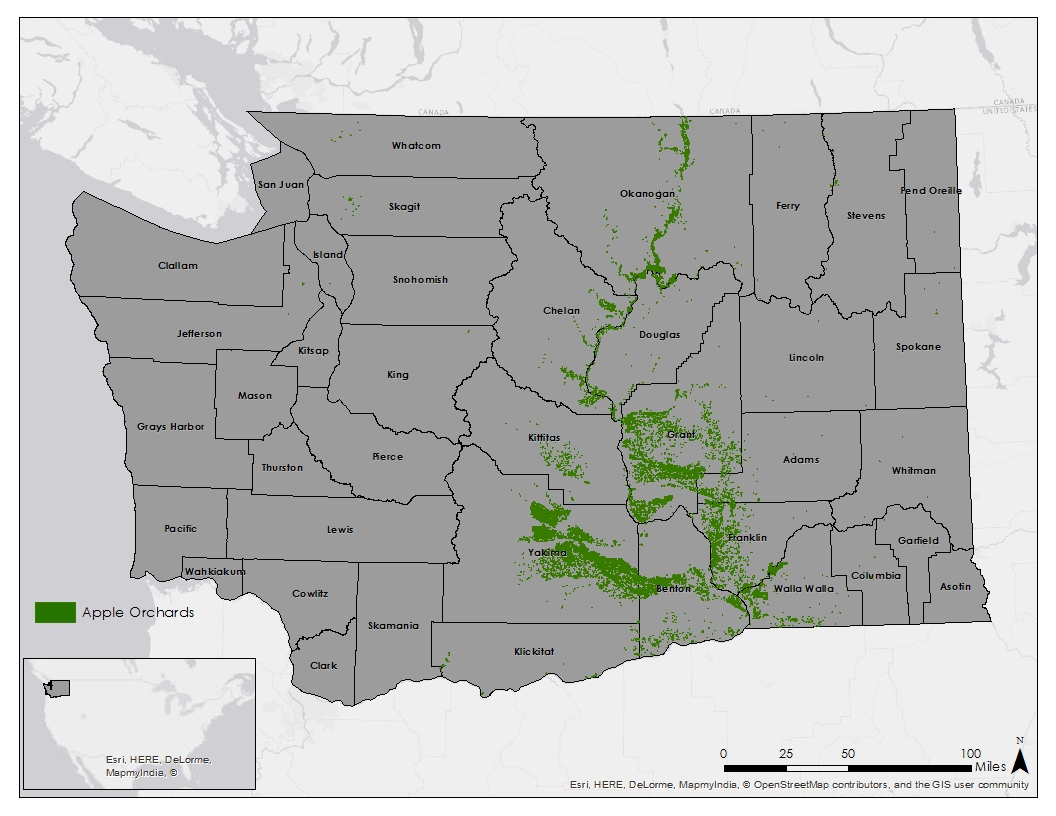 CANADA
CANADA
CANADA
UNITED STATES
Whatcom
San Juan
Okanogan
Pend Oreille
Skagit
Ferry
Stevens
Island
Clallam
Snohomish
Chelan
Jefferson
Douglas
Kitsap
Spokane
Lincoln
King
Mason
Grays Harbor
Kittitas
Grant
Pierce
Adams
Thurston
Whitman
Pacific
Lewis
Franklin
Garfield
Yakima
Wahkiakum
Columbia
Asotin
Benton
Walla Walla
Cowlitz
Apple Orchards
Skamania
Klickitat
Clark
Esri, HERE, DeLorme,
MapmyIndia, ©
N
0 25 50 100
Miles
Esri, HERE, DeLorme, MapmyIndia, © OpenStreetMap contributors, and the GIS user community